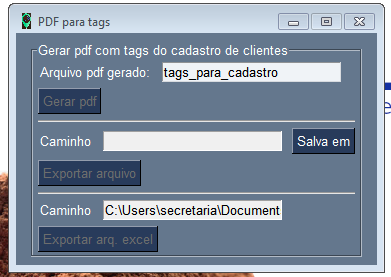 PDF para tags
Gerar pdf com tags do cadastro de clientes
Arquivo pdf gerado: tags_para_cadastro
Gerar pdf
Caminho Salva em
Exportar arquivo
Caminho C:\Users\secretaria\Document
Exportar arq. excel